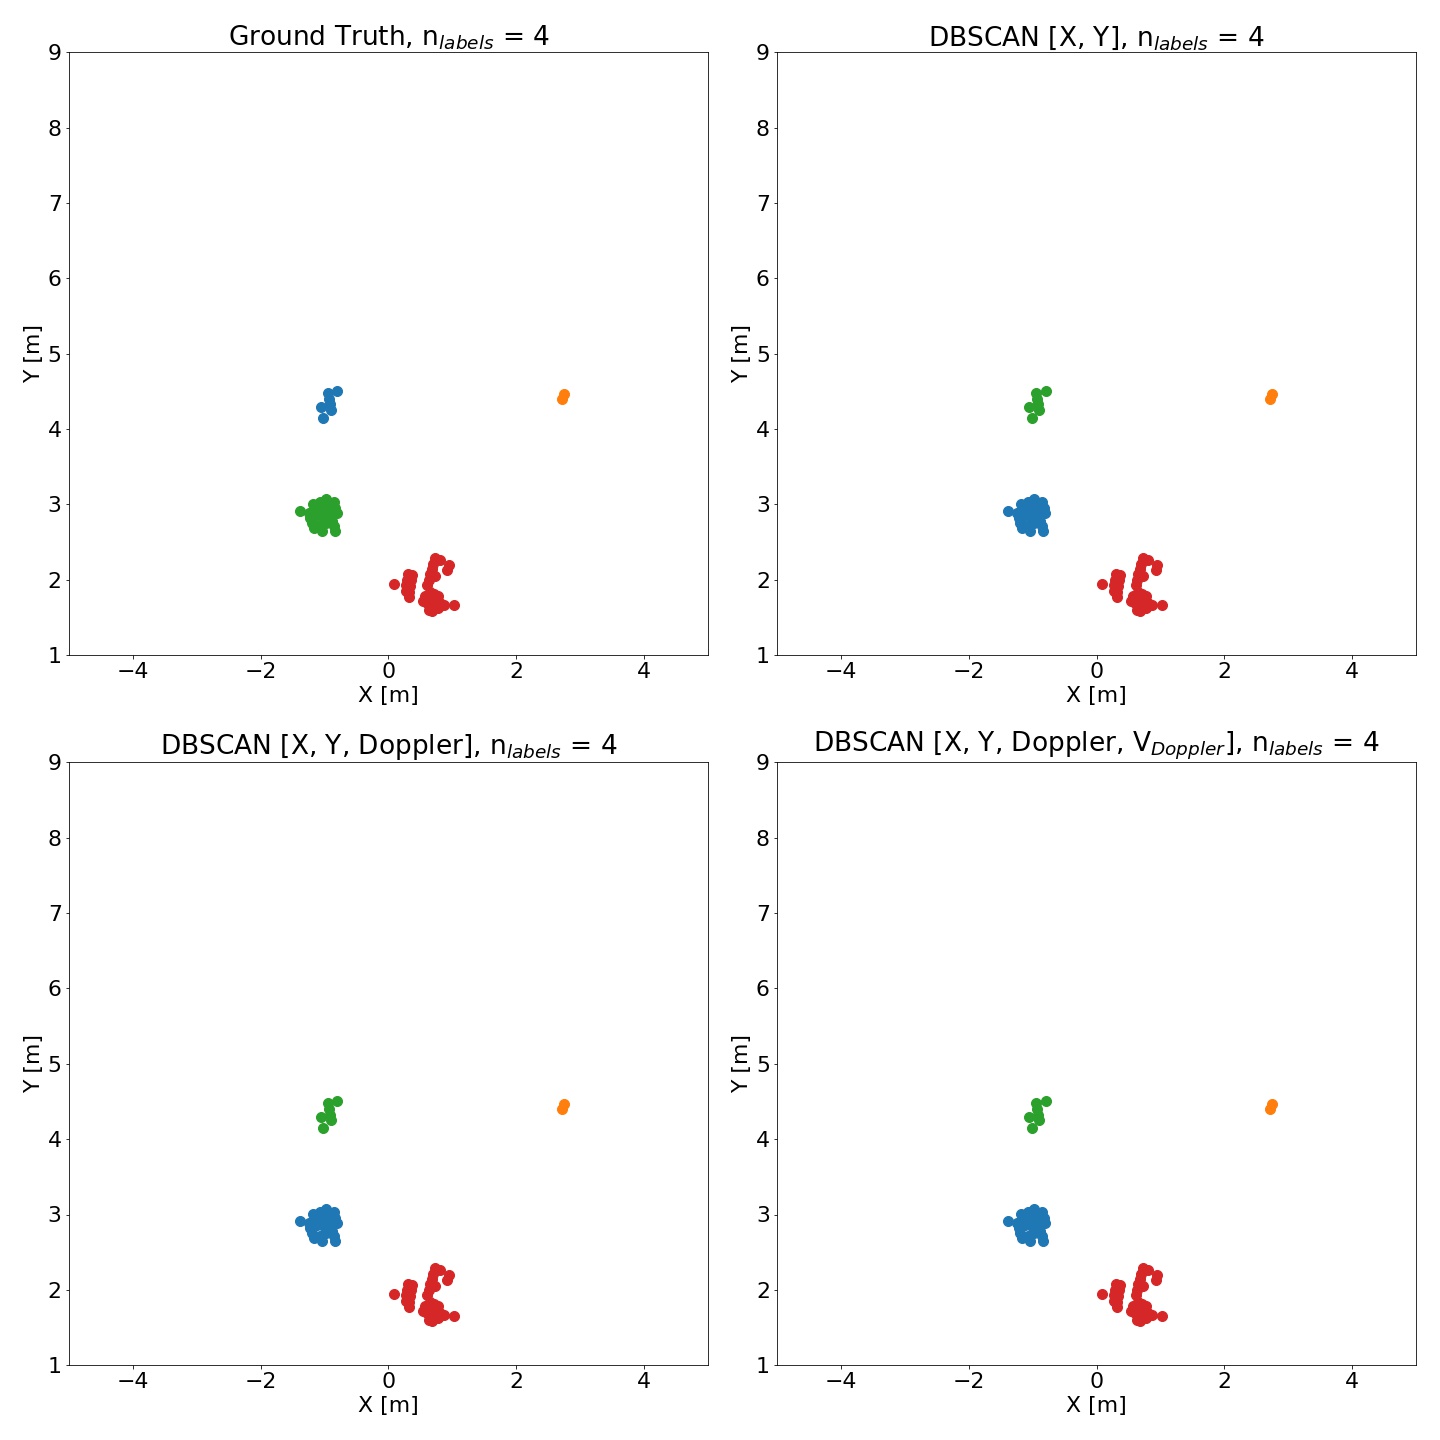 Ground Truth, n_labels = 4
9
8
7
6
5
4
3
2
1
Y [m]
−4 −2 0 2 4
X [m]
DBSCAN [X, Y], n_labels = 4
9
8
7
6
5
4
3
2
1
Y [m]
−4 −2 0 2 4
X [m]
DBSCAN [X, Y, Doppler], n_labels = 4
9
8
7
6
5
4
3
2
1
Y [m]
−4 −2 0 2 4
X [m]
DBSCAN [X, Y, Doppler, V_Doppler], n_labels = 4
9
8
7
6
5
4
3
2
1
Y [m]
−4 −2 0 2 4
X [m]